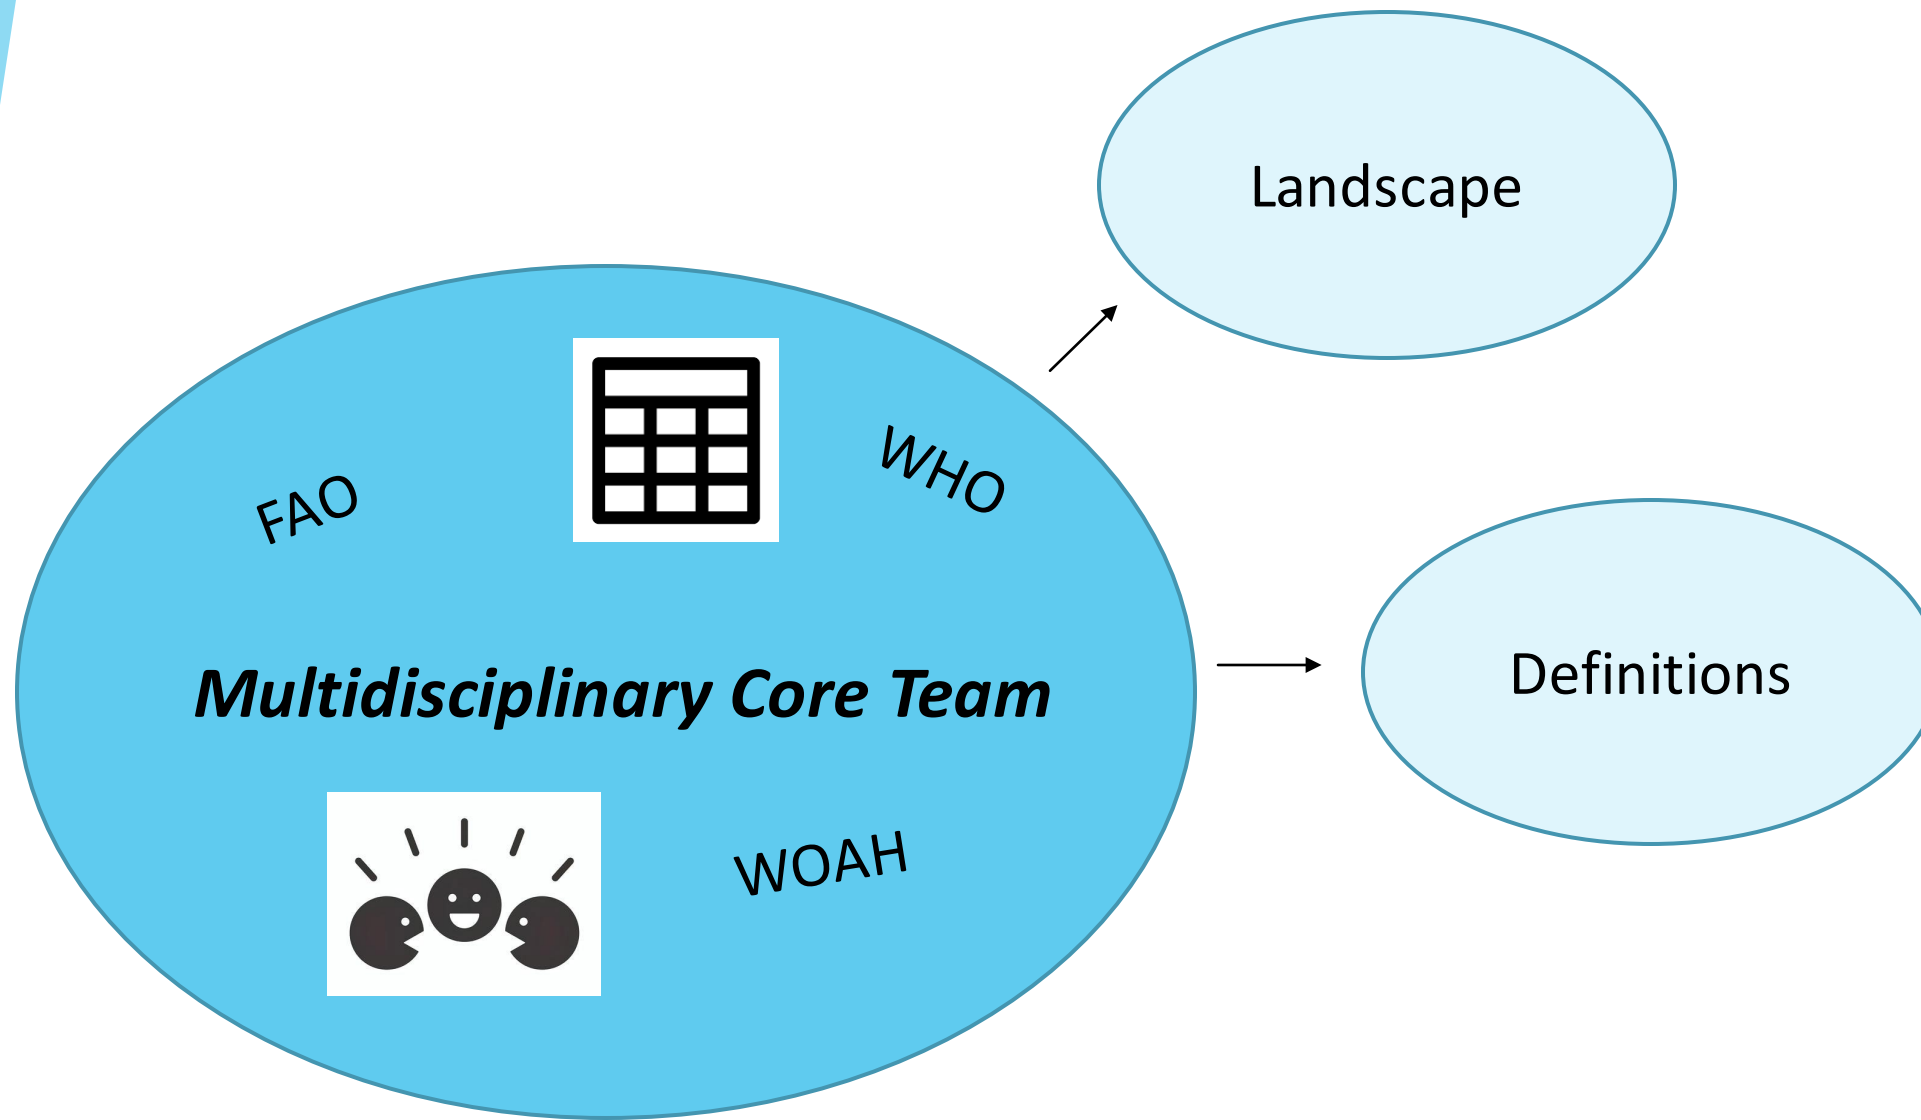 Landscape
WHO
FAO
Definitions
Multidisciplinary Core Team
WOAH